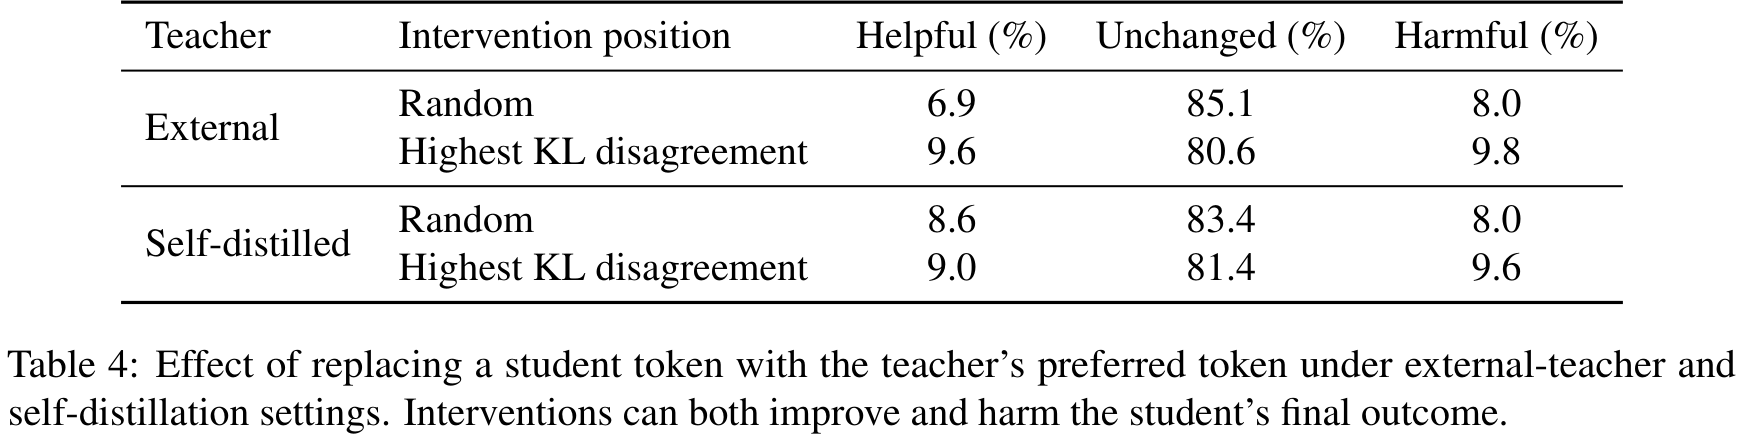 Teacher Intervention position Helpful (%) Unchanged (%) Harmful (%)
External
Random 6.9 85.1 8.0
Highest KL disagreement 9.6 80.6 9.8
Self-distilled
Random 8.6 83.4 8.0
Highest KL disagreement 9.0 81.4 9.6
Table 4: Effect of replacing a student token with the teacher's preferred token under external-teacher and
self-distillation settings. Interventions can both improve and harm the student's final outcome.